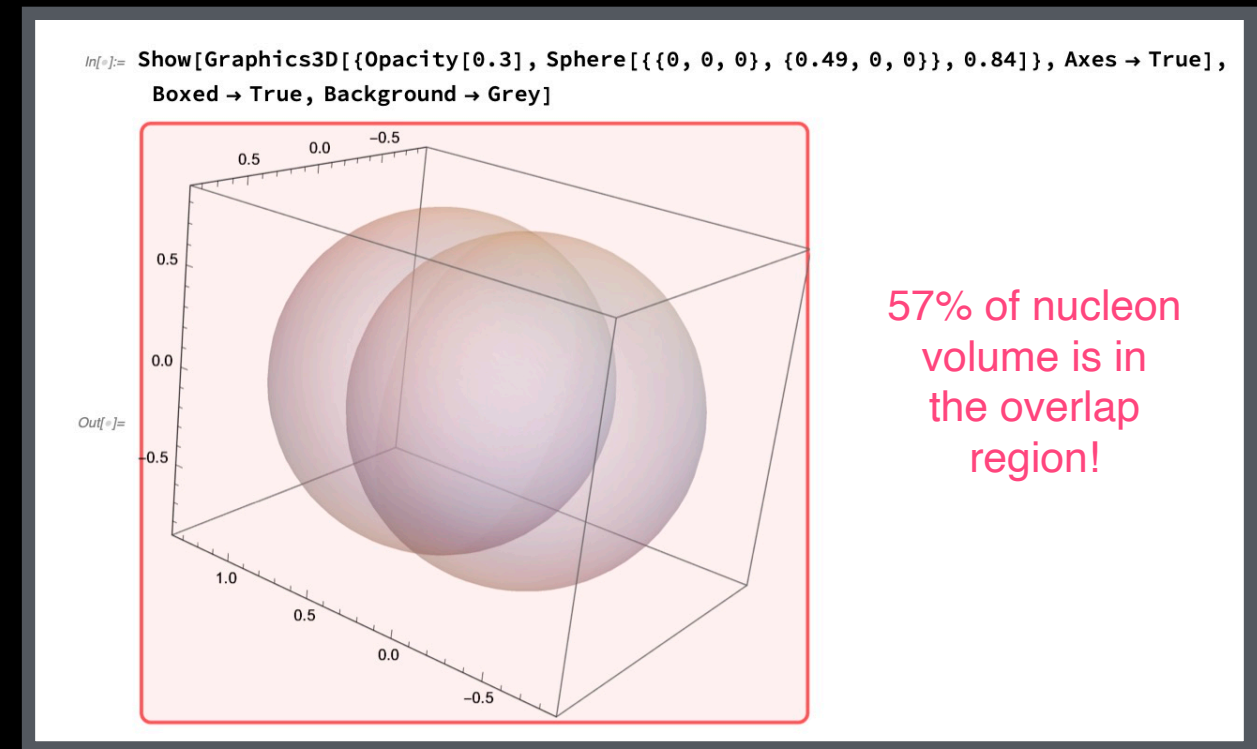 In[∘]:= Show[Graphics3D[{Opacity[0.3], Sphere[{{0, 0, 0}, {0.49, 0, 0}}, 0.84]}, Axes → True],
Boxed → True, Background → Grey]
0.5 0.0 −0.5
0.5
0.0
−0.5
1.0
0.5
0.0
−0.5
Out[∘]=
57% of nucleon
volume is in
the overlap
region!